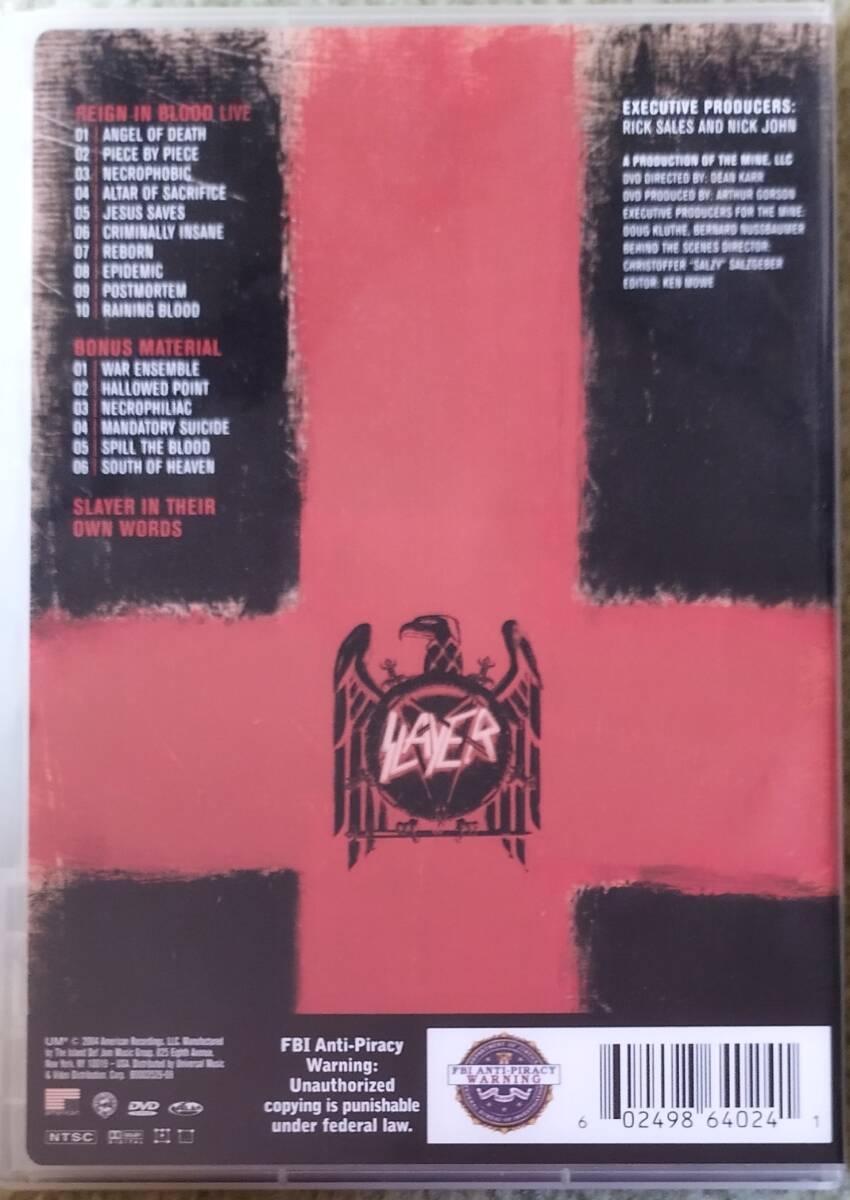 REIGN IN BLOOD LIVE
01 ANGEL OF DEATH
02 PIECE BY PIECE
03 NECROPHOBIC
04 ALTAR OF SACRIFICE
05 JESUS SAVES
06 CRIMINALLY INSANE
07 REBORN
08 EPIDEMIC
09 POSTMORTEM
10 RAINING BLOOD
BONUS MATERIAL
01 WAR ENSEMBLE
02 HALLOWED POINT
03 NECROPHILIAC
04 MANDATORY SUICIDE
05 SPILL THE BLOOD
06 SOUTH OF HEAVEN
SLAYER IN THEIR
OWN WORDS
EXECUTIVE PRODUCERS:
RICK SALES AND NICK JOHN
A PRODUCTION OF THE MINE, LLC
DVD DIRECTED BY: DEAN KARR
DVD PRODUCED BY: ARTHUR GORSON
EXECUTIVE PRODUCERS FOR THE MINE:
DOUG KLUTHE, BERNARD NUSSBAUMER
BEHIND THE SCENES DIRECTOR:
CHRISTOFFER "SALZY" SALZGEBER
EDITOR: KEN MOWE
SLAYER
© 2004 American Recordings, LLC. Manufactured
by The Island Def Jam Music Group, 825 Eighth Avenue,
New York, NY 10019 – USA. Distributed by Universal Music
& Video Distribution, Corp.
DVD
NTSC
FBI Anti-Piracy
Warning:
Unauthorized
copying is punishable
under federal law.
FBI ANTI-PIRACY
WARNING
6 02498 64024 1